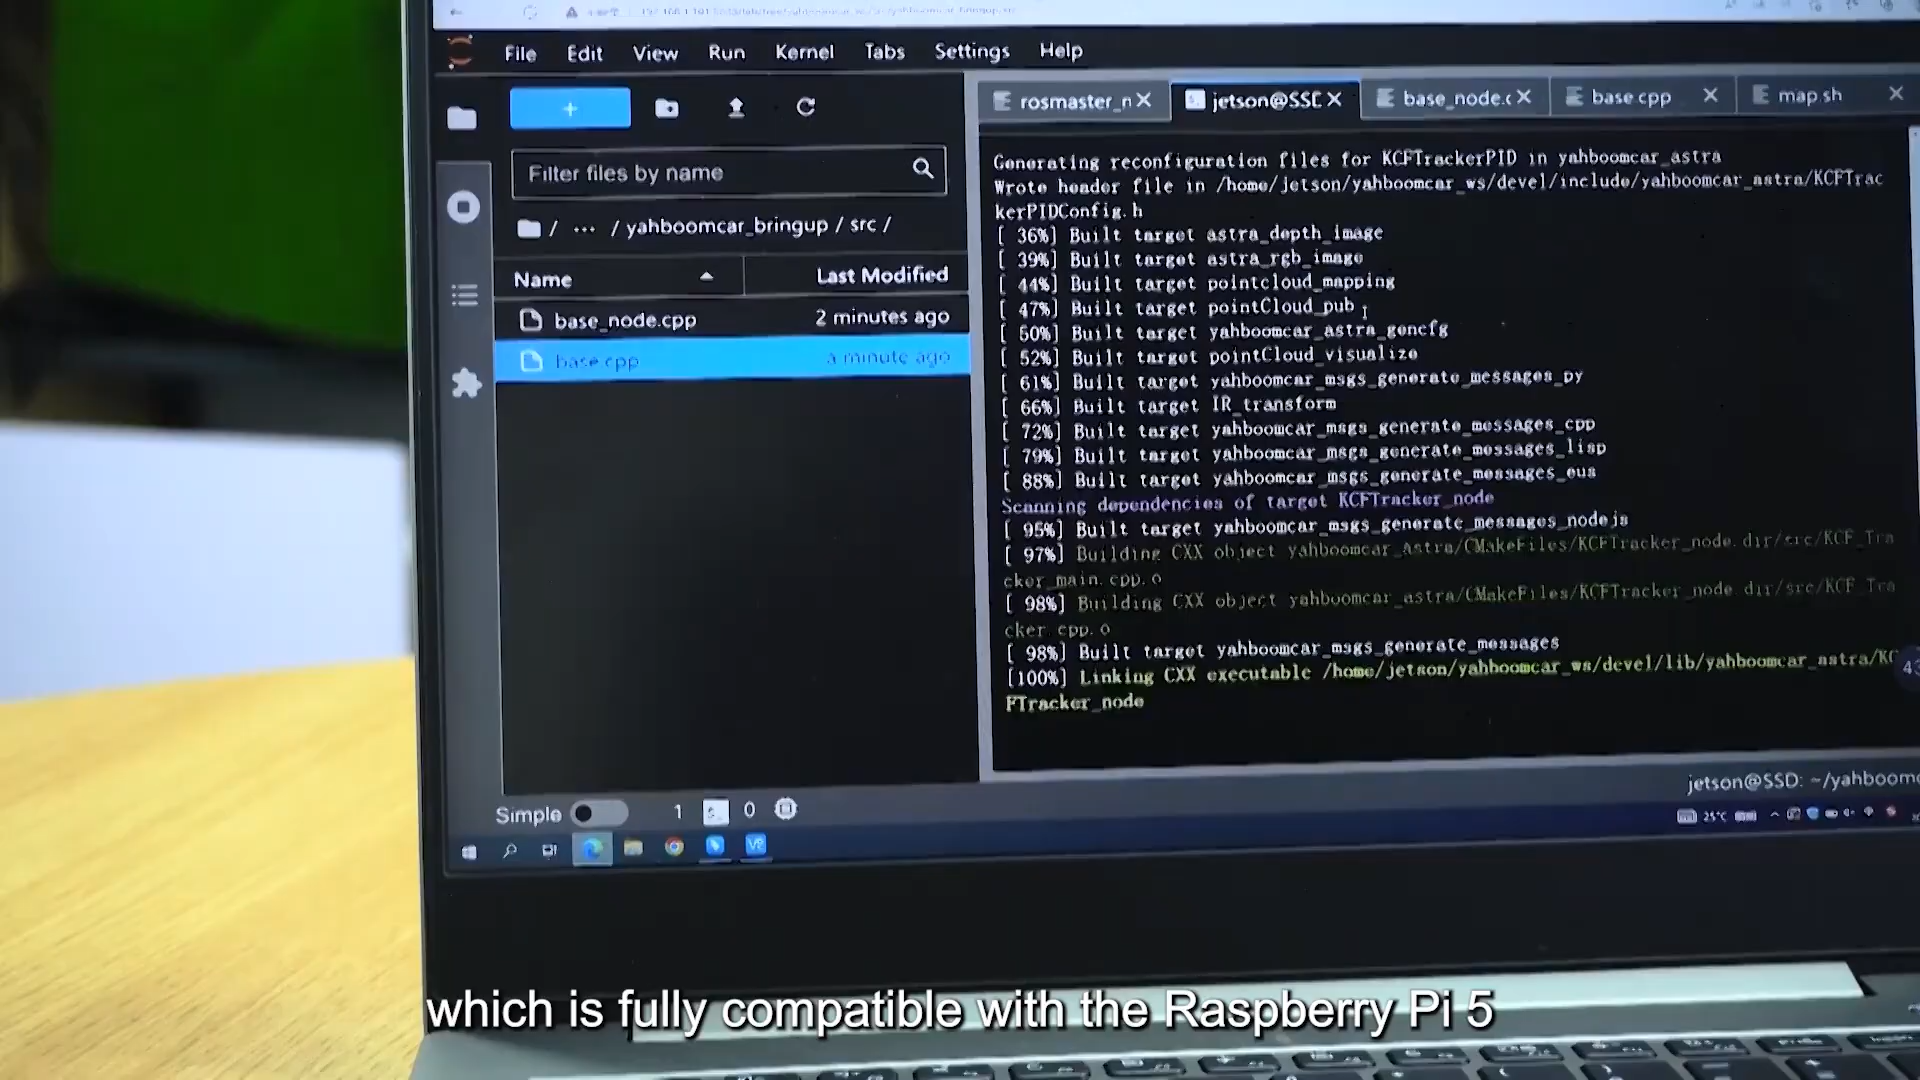 File Edit View Run Kernel Tabs Settings Help
+
rosmaster_n jetson@SSD base_node.c base.cpp map.sh
Filter files by name
/ ··· / yahboomcar_bringup / src /
Name Last Modified
base_node.cpp 2 minutes ago
base.cpp a minute ago
Generating reconfiguration files for KCFTrackerPID in yahboomcar_astra
Wrote header file in /home/jetson/yahboomcar_ws/devel/include/yahboomcar_astra/KCFTrac
kerPIDConfig.h
[ 36%] Built target astra_depth_image
[ 39%] Built target astra_rgb_image
[ 44%] Built target pointcloud_mapping
[ 47%] Built target pointCloud_pub
[ 50%] Built target yahboomcar_astra_gencfg
[ 52%] Built target pointCloud_visualize
[ 61%] Built target yahboomcar_msgs_generate_messages_py
[ 66%] Built target IR_transform
[ 72%] Built target yahboomcar_msgs_generate_messages_cpp
[ 79%] Built target yahboomcar_msgs_generate_messages_lisp
[ 88%] Built target yahboomcar_msgs_generate_messages_eus
Scanning dependencies of target KCFTracker_node
[ 95%] Built target yahboomcar_msgs_generate_messages_nodejs
[ 97%] Building CXX object yahboomcar_astra/CMakeFiles/KCFTracker_node.dir/src/KCF_Tra
cker_main.cpp.o
[ 98%] Building CXX object yahboomcar_astra/CMakeFiles/KCFTracker_node.dir/src/KCF_Tra
cker.cpp.o
[ 98%] Built target yahboomcar_msgs_generate_messages
[100%] Linking CXX executable /home/jetson/yahboomcar_ws/devel/lib/yahboomcar_astra/KC
FTracker_node
jetson@SSD: ~/yahboomc
Simple 1 0
25°C
which is fully compatible with the Raspberry Pi 5